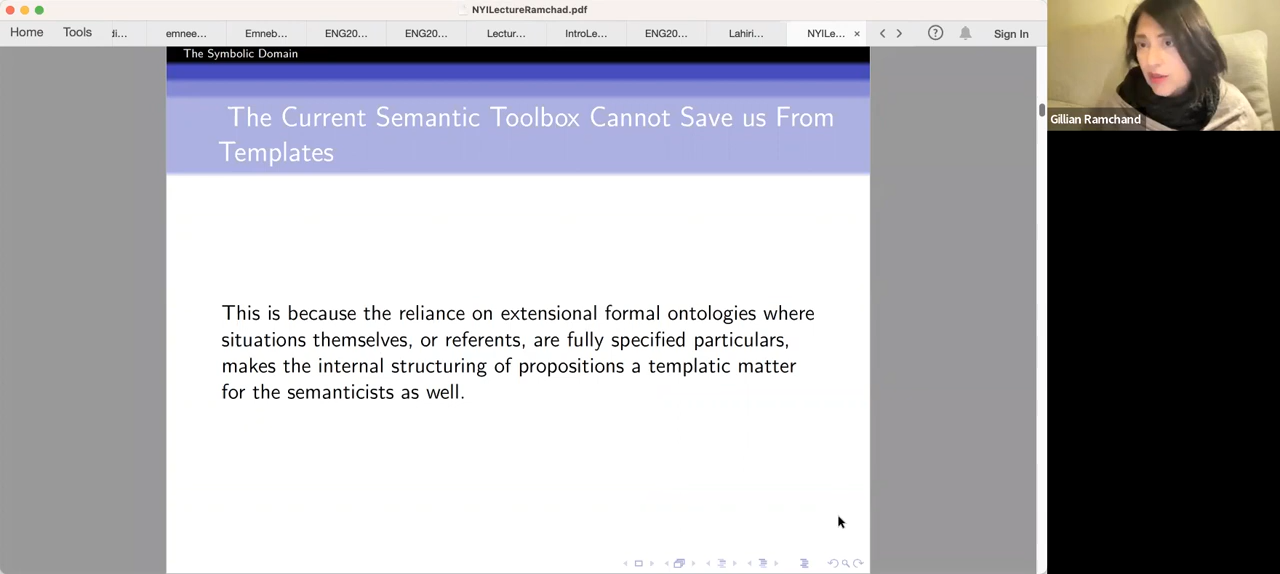 NYILectureRamchad.pdf
Home Tools di... emnee... Emneb... ENG20... ENG20... Lectur... IntroLe... ENG20... Lahiri... NYILe... × Sign In
The Symbolic Domain
The Current Semantic Toolbox Cannot Save us From
Templates
Gillian Ramchand
This is because the reliance on extensional formal ontologies where
situations themselves, or referents, are fully specified particulars,
makes the internal structuring of propositions a templatic matter
for the semanticists as well.